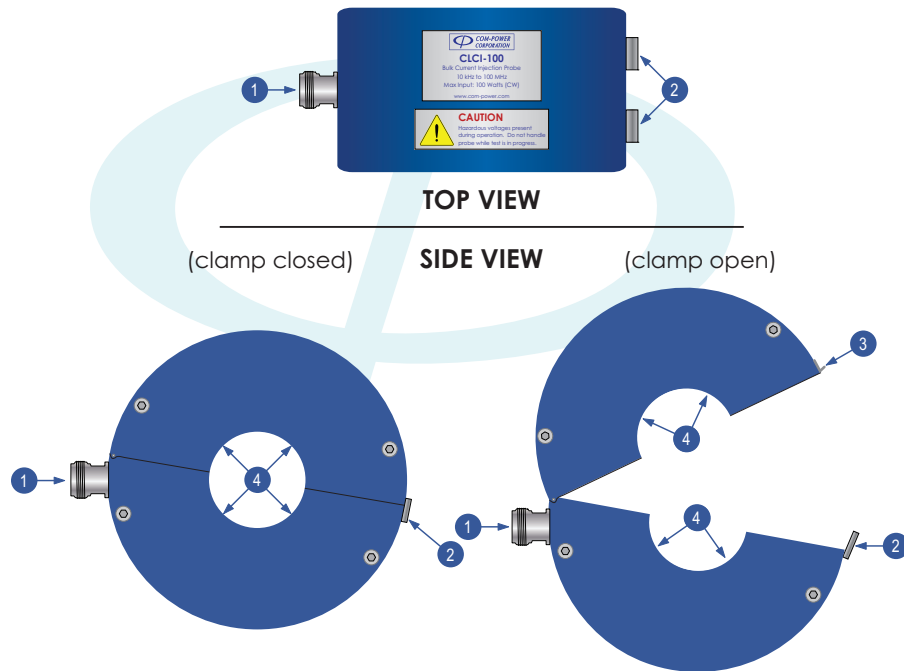 COM-POWER
CORPORATION
CLCI-100
Bulk Current Injection Probe
10 kHz to 100 MHz
Max Input: 100 Watts (CW)
www.com-power.com
1
2
CAUTION
Hazardous voltages present
during operation. Do not handle
probe while test is in progress.
TOP VIEW
(clamp closed) SIDE VIEW (clamp open)
3
4
1
4
2
4
1
2